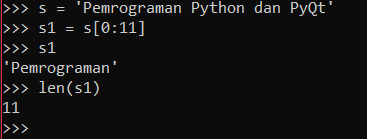 >>> s = 'Pemrograman Python dan PyQt'
>>> s1 = s[0:11]
>>> s1
'Pemrograman'
>>> len(s1)
11
>>>